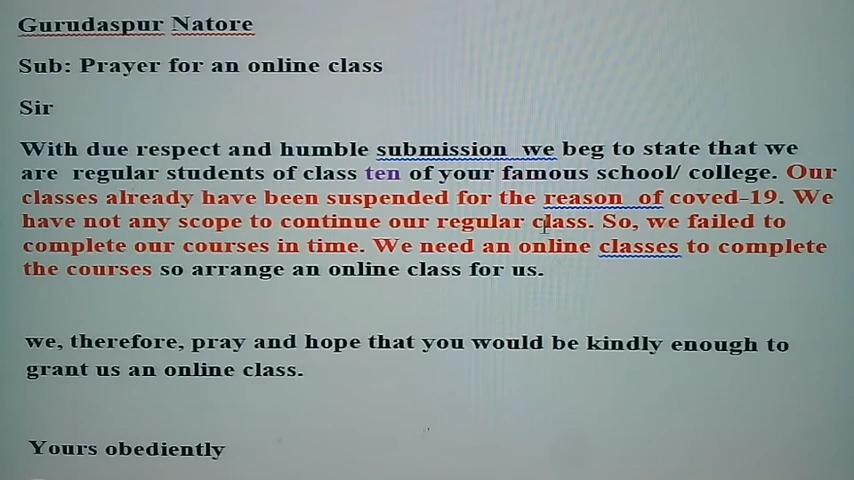 Gurudaspur Natore
Sub: Prayer for an online class
Sir
With due respect and humble submission we beg to state that we
are regular students of class ten of your famous school/ college. Our
classes already have been suspended for the reason of coved-19. We
have not any scope to continue our regular class. So, we failed to
complete our courses in time. We need an online classes to complete
the courses so arrange an online class for us.
we, therefore, pray and hope that you would be kindly enough to
grant us an online class.
Yours obediently